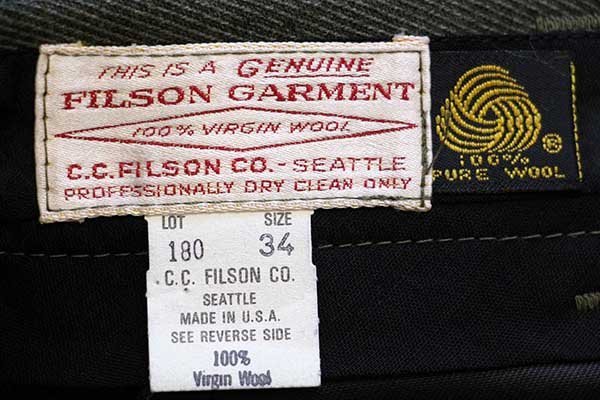 THIS IS A GENUINE
FILSON GARMENT
100% VIRGIN WOOL
C.C. FILSON CO. - SEATTLE
PROFESSIONALLY DRY CLEAN ONLY
®
100%
PURE WOOL
LOT SIZE
180 34
C.C. FILSON CO.
SEATTLE
MADE IN U.S.A.
SEE REVERSE SIDE
100%
Virgin Wool